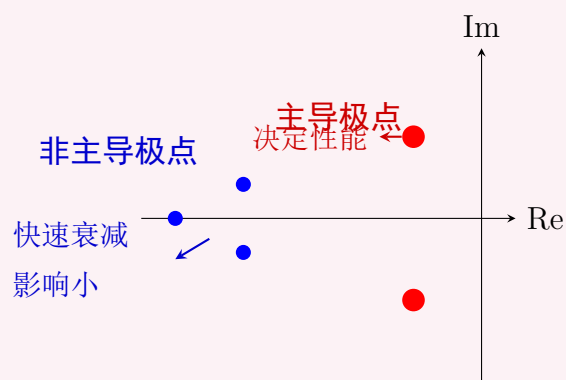 Im
主导极点
决定性能
非主导极点
Re
快速衰减
影响小